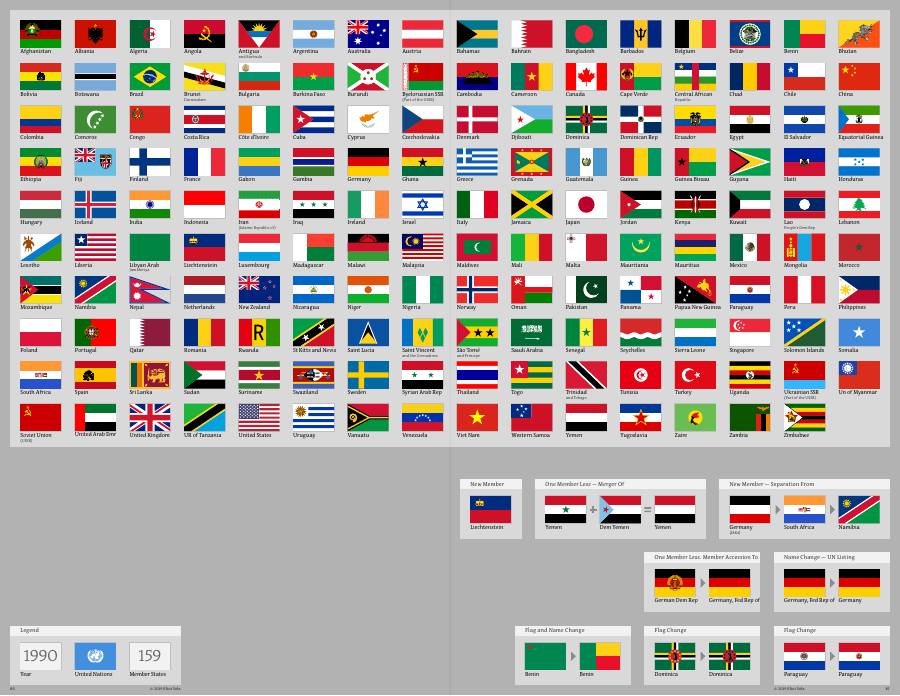 Afghanistan Albania Algeria Angola Antigua Argentina Australia Austria Bahamas Bahrain Bangladesh Barbados Belgium Belize Benin Bhutan
and Barbuda
Bolivia Botswana Brazil Brunei Bulgaria Burkina Faso Burundi Byelorussian SSR Cambodia Cameroon Canada Cape Verde Central African Chad Chile China
Darussalam (Part of the USSR) Republic
Colombia Comoros Congo Costa Rica Côte d'Ivoire Cuba Cyprus Czechoslovakia Denmark Djibouti Dominica Dominican Rep Ecuador Egypt El Salvador Equatorial Guinea
Ethiopia Fiji Finland France Gabon Gambia Germany Ghana Greece Grenada Guatemala Guinea Guinea Bissau Guyana Haiti Honduras
Hungary Iceland India Indonesia Iran Iraq Ireland Israel Italy Jamaica Japan Jordan Kenya Kuwait Lao Lebanon
(Islamic Republic of) People's Dem Rep
Lesotho Liberia Libyan Arab Liechtenstein Luxembourg Madagascar Malawi Malaysia Maldives Mali Malta Mauritania Mauritius Mexico Mongolia Morocco
Jamahiriya
Mozambique Namibia Nepal Netherlands New Zealand Nicaragua Niger Nigeria Norway Oman Pakistan Panama Papua New Guinea Paraguay Peru Philippines
Poland Portugal Qatar Romania Rwanda St Kitts and Nevis Saint Lucia Saint Vincent São Tomé Saudi Arabia Senegal Seychelles Sierra Leone Singapore Solomon Islands Somalia
and the Grenadines and Principe
South Africa Spain Sri Lanka Sudan Suriname Swaziland Sweden Syrian Arab Rep Thailand Togo Trinidad Tunisia Turkey Uganda Ukrainian SSR Un of Myanmar
and Tobago (Part of the USSR)
Soviet Union United Arab Emr United Kingdom UR of Tanzania United States Uruguay Vanuatu Venezuela Viet Nam Western Samoa Yemen Yugoslavia Zaire Zambia Zimbabwe
(USSR)
New Member
Liechtenstein
One Member Less — Merger Of
Yemen + Dem Yemen = Yemen
New Member — Separation From
Germany South Africa Namibia
One Member Less. Member Accession To
German Dem Rep Germany, Fed Rep of
Name Change — UN Listing
Germany, Fed Rep of Germany
Legend
1990 159
Year United Nations Member States
Flag and Name Change
Benin Benin
Flag Change
Dominica Dominica
Flag Change
Paraguay Paraguay